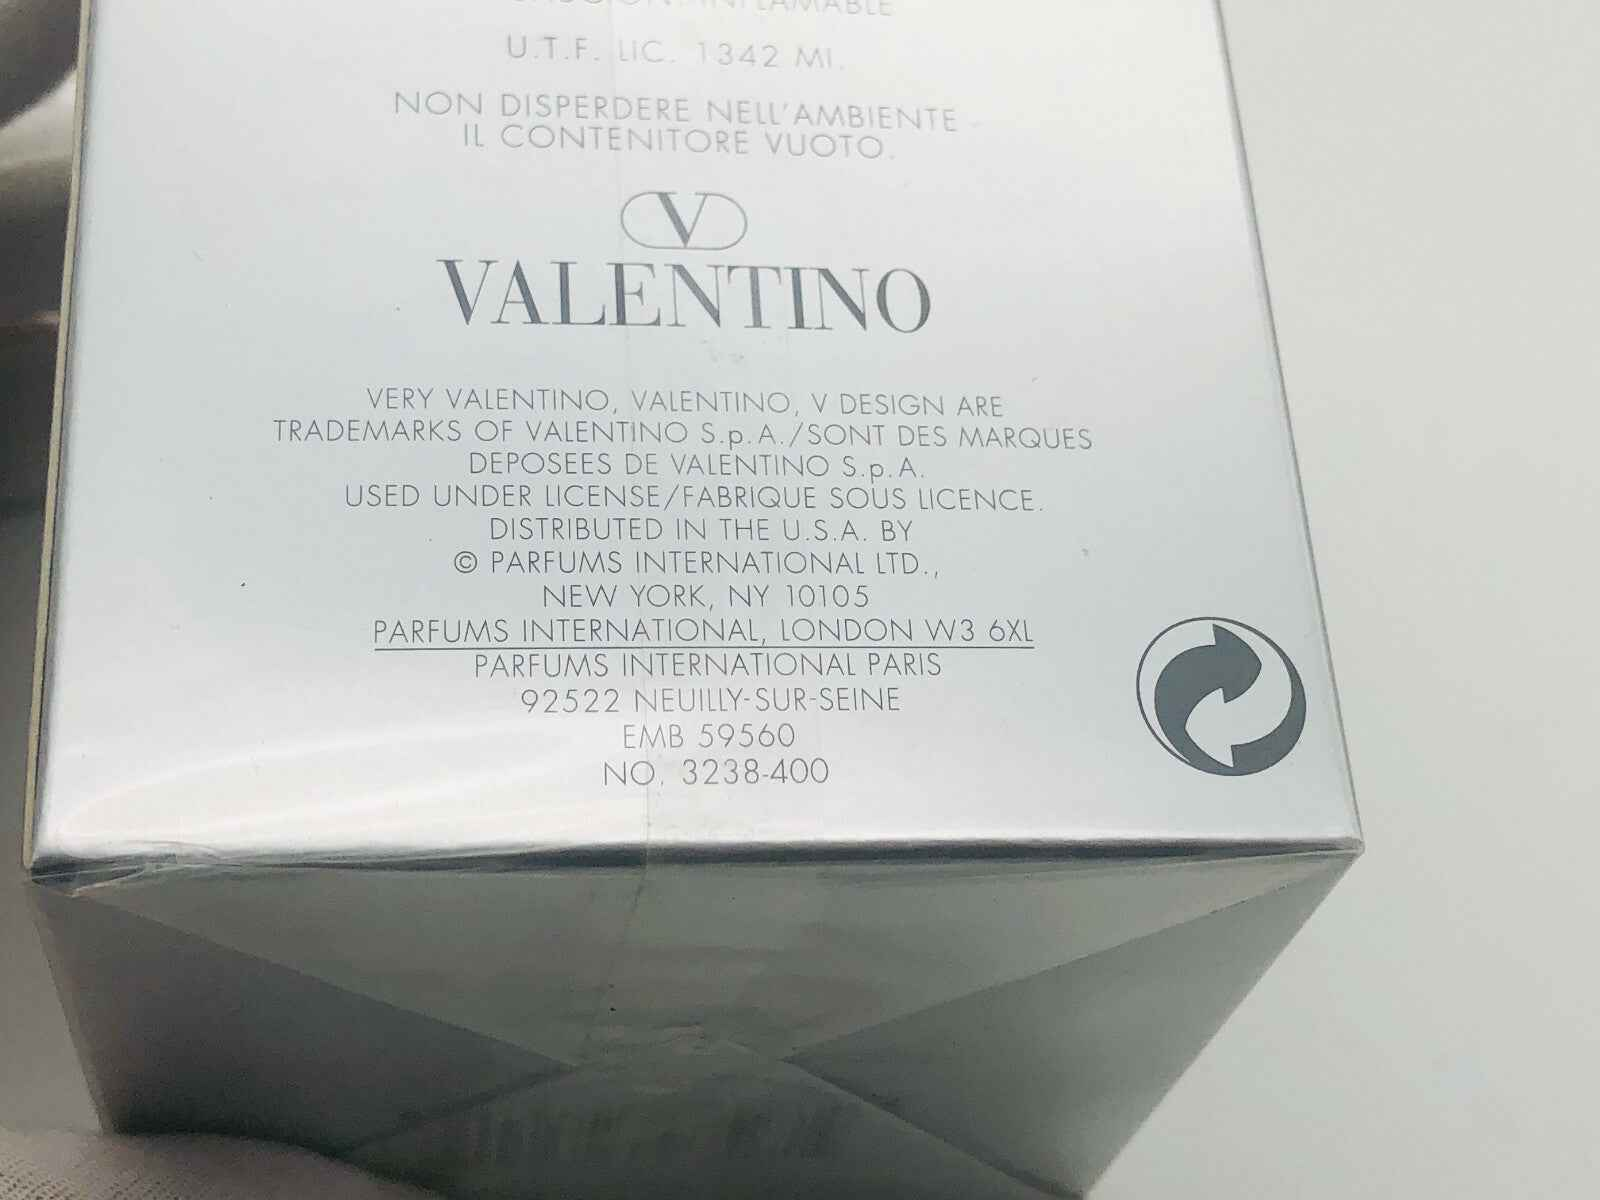 INFLAMABLE
U.T.F. LIC. 1342 MI.
NON DISPERDERE NELL'AMBIENTE
IL CONTENITORE VUOTO.
V
VALENTINO
VERY VALENTINO, VALENTINO, V DESIGN ARE
TRADEMARKS OF VALENTINO S.p.A./SONT DES MARQUES
DEPOSEES DE VALENTINO S.p.A.
USED UNDER LICENSE/FABRIQUE SOUS LICENCE.
DISTRIBUTED IN THE U.S.A. BY
© PARFUMS INTERNATIONAL LTD.,
NEW YORK, NY 10105
PARFUMS INTERNATIONAL, LONDON W3 6XL
PARFUMS INTERNATIONAL PARIS
92522 NEUILLY-SUR-SEINE
EMB 59560
NO. 3238-400